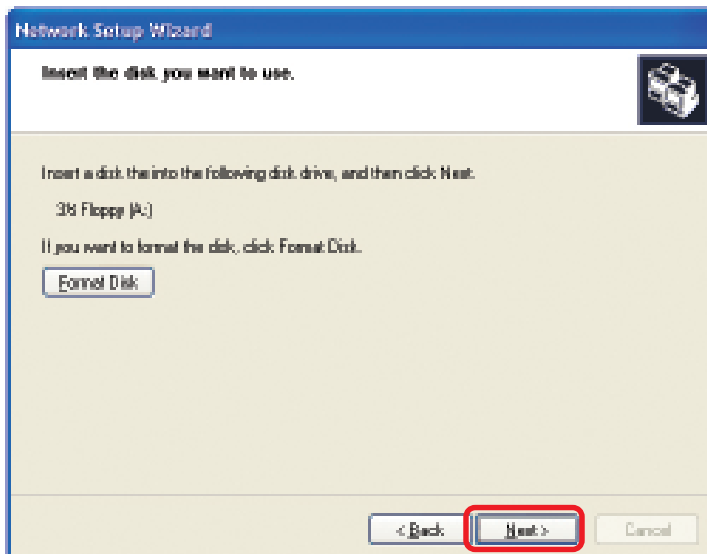 Network Setup Wizard
Insert the disk you want to use.
Insert a disk the into the following disk drive, and then click Next.
3½ Floppy (A:)
If you want to format the disk, click Format Disk.
Format Disk
< Back
Next >
Cancel